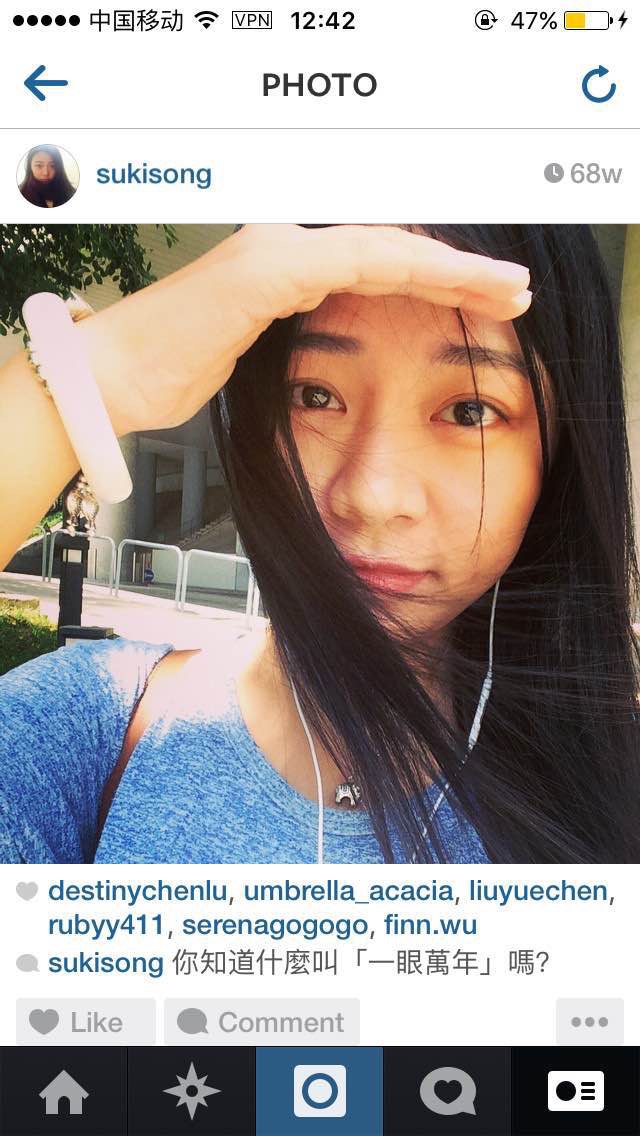 中国移动 VPN 12:42 47%
PHOTO
sukisong 68w
destinychenlu, umbrella_acacia, liuyuechen,
rubyy411, serenagogogo, finn.wu
sukisong 你知道什麼叫「一眼萬年」嗎?
Like Comment